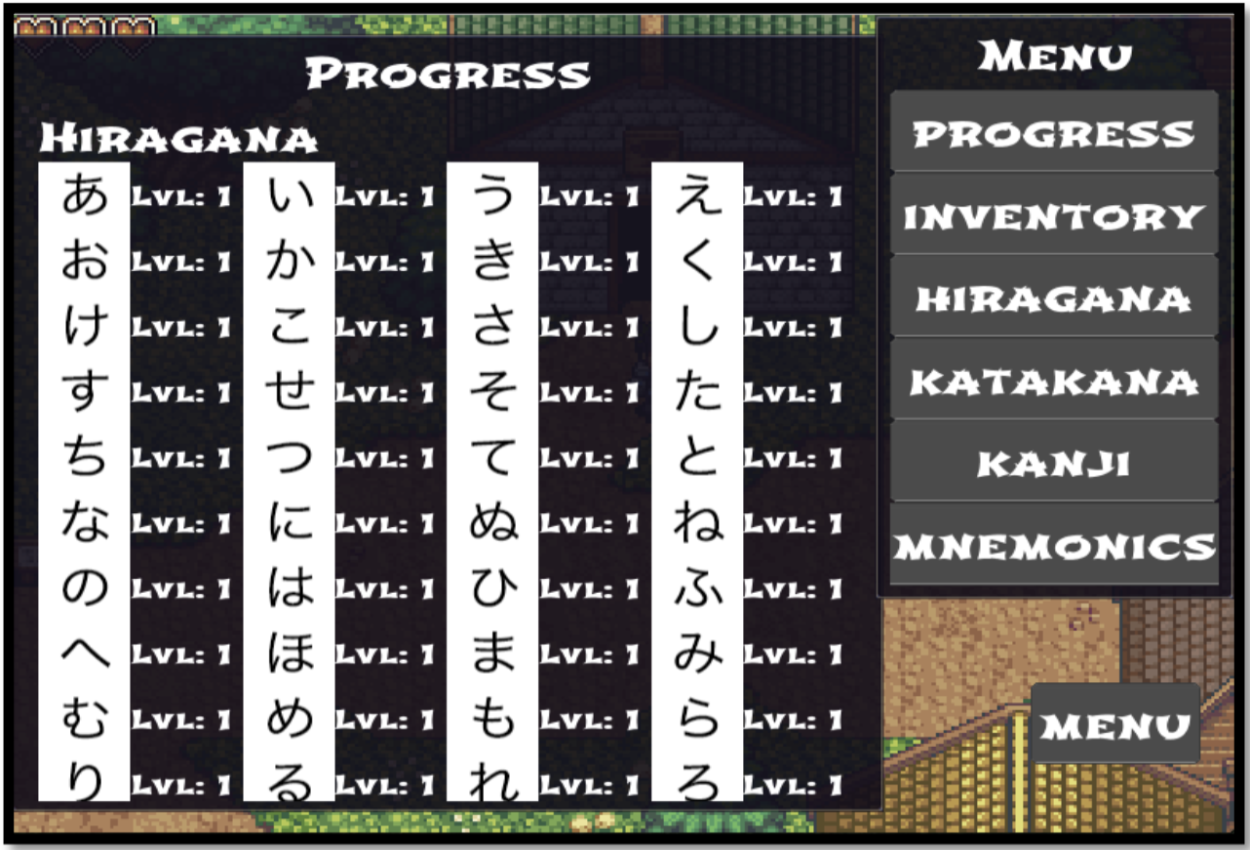 Progress
Hiragana
あ Lvl: 1 い Lvl: 1 う Lvl: 1 え Lvl: 1
お Lvl: 1 か Lvl: 1 き Lvl: 1 く Lvl: 1
け Lvl: 1 こ Lvl: 1 さ Lvl: 1 し Lvl: 1
す Lvl: 1 せ Lvl: 1 そ Lvl: 1 た Lvl: 1
ち Lvl: 1 つ Lvl: 1 て Lvl: 1 と Lvl: 1
な Lvl: 1 に Lvl: 1 ぬ Lvl: 1 ね Lvl: 1
の Lvl: 1 は Lvl: 1 ひ Lvl: 1 ふ Lvl: 1
へ Lvl: 1 ほ Lvl: 1 ま Lvl: 1 み Lvl: 1
む Lvl: 1 め Lvl: 1 も Lvl: 1 ら Lvl: 1
り Lvl: 1 る Lvl: 1 れ Lvl: 1 ろ Lvl: 1
Menu
PROGRESS
INVENTORY
HIRAGANA
KATAKANA
KANJI
MNEMONICS
MENU